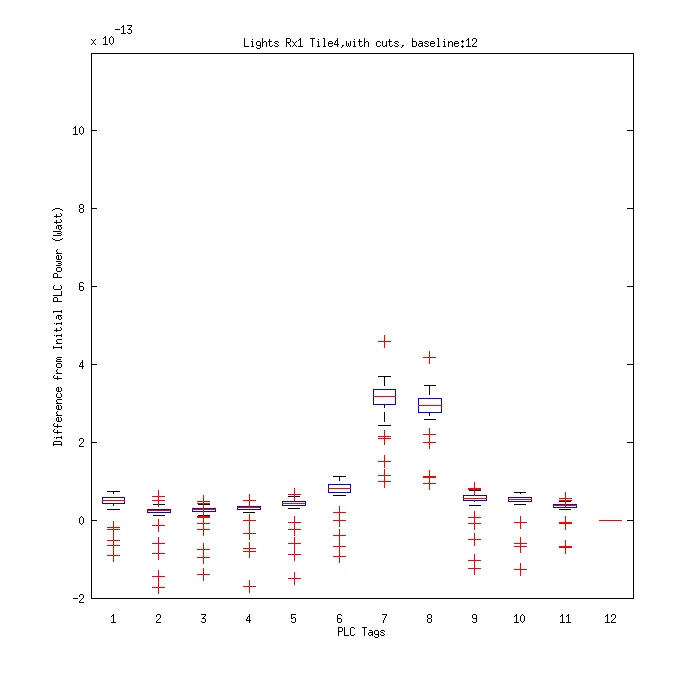 x 10-13
Lights Rx1 Tile4,with cuts, baseline:12
10
8
6
4
2
0
-2
Difference from Initial PLC Power (Watt)
1 2 3 4 5 6 7 8 9 10 11 12
PLC Tags